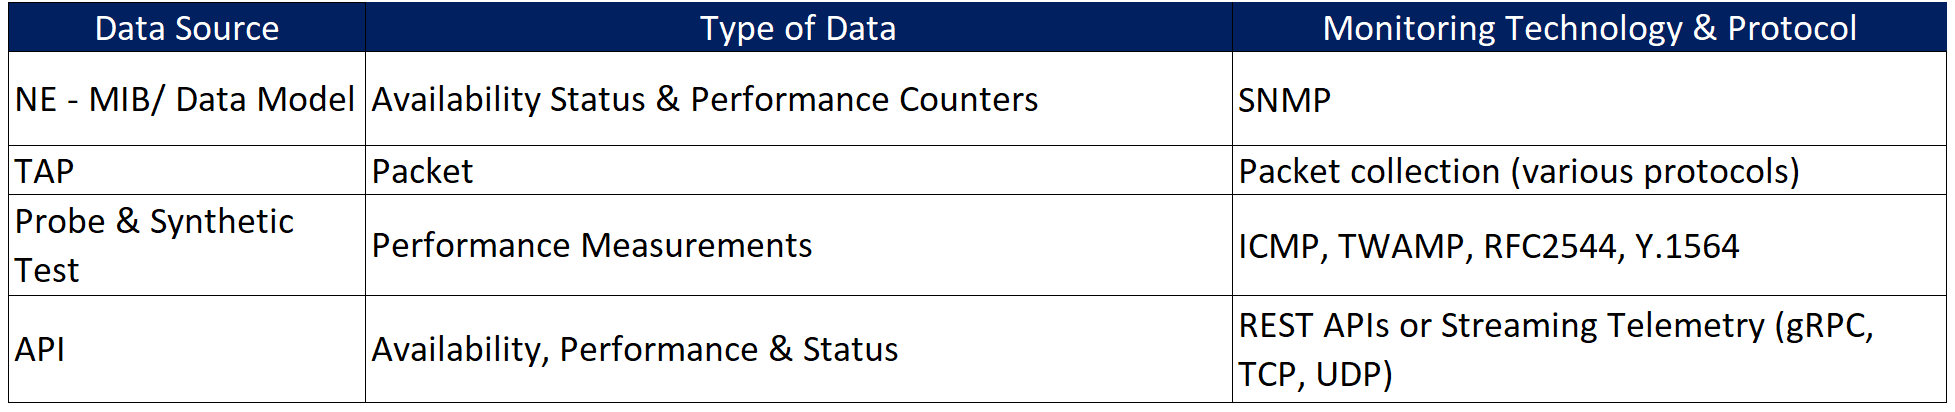 Data Source
Type of Data
Monitoring Technology & Protocol
NE - MIB/ Data Model
Availability Status & Performance Counters
SNMP
TAP
Packet
Packet collection (various protocols)
Probe & Synthetic
Test
Performance Measurements
ICMP, TWAMP, RFC2544, Y.1564
API
Availability, Performance & Status
REST APIs or Streaming Telemetry (gRPC,
TCP, UDP)